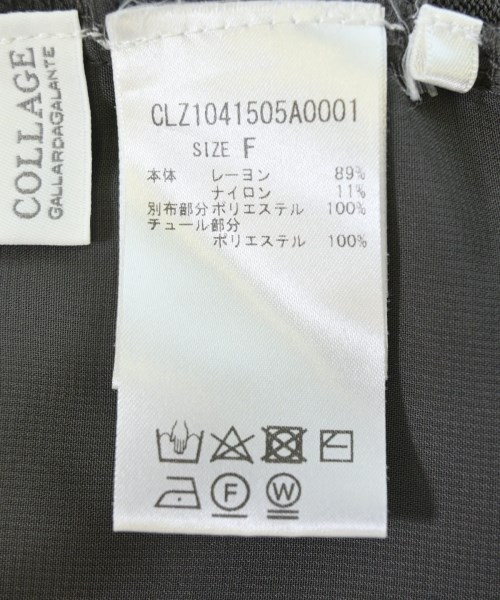 COLLAGE
GALLARDAGALANTE
CLZ1041505A0001
SIZE F
本体 レーヨン 89%
ナイロン 11%
別布部分 ポリエステル 100%
チュール部分
ポリエステル 100%
F W